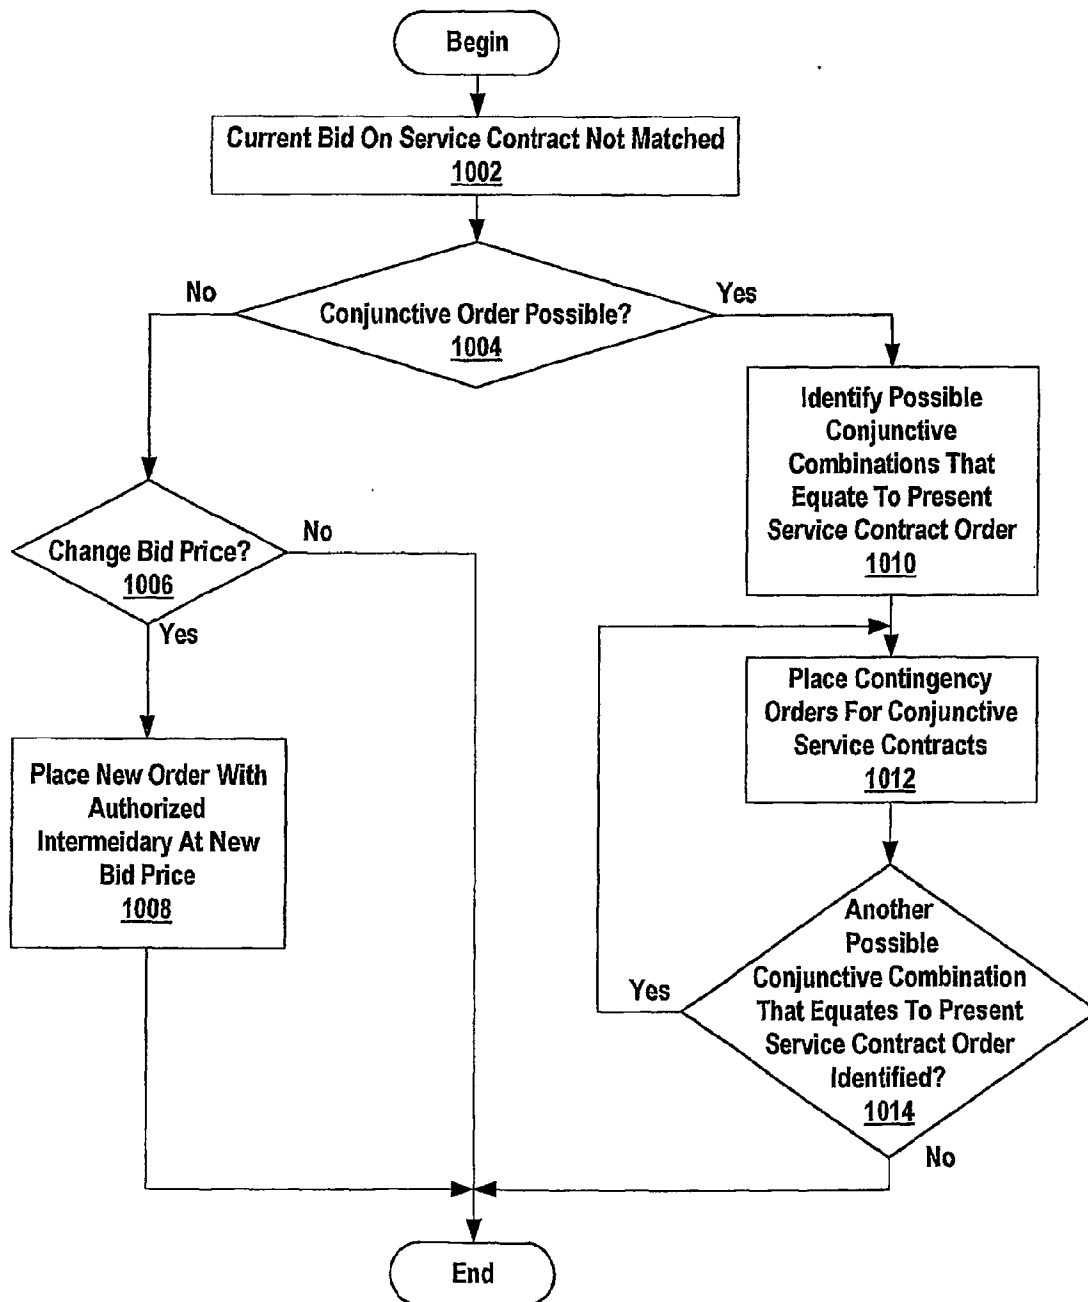 Begin
Current Bid On Service Contract Not Matched
1002
No
Yes
Conjunctive Order Possible?
1004
Identify Possible
Conjunctive
Combinations That
Equate To Present
Service Contract Order
1010
No
Change Bid Price?
1006
Yes
Place Contingency
Orders For Conjunctive
Service Contracts
1012
Place New Order With
Authorized
Intermeidary At New
Bid Price
1008
Another
Possible
Conjunctive Combination
That Equates To Present
Service Contract Order
Identified?
1014
Yes
No
End